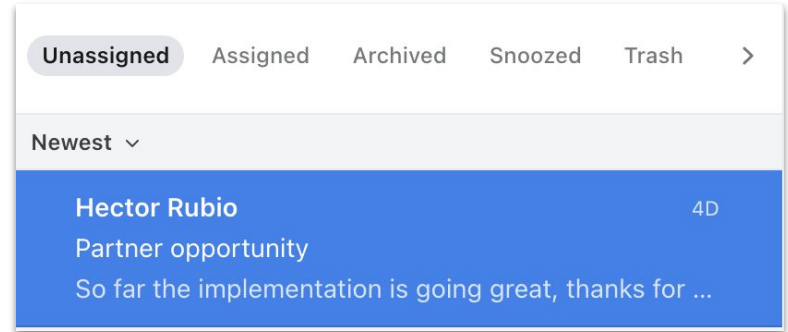 Unassigned Assigned Archived Snoozed Trash
Newest
Hector Rubio 4D
Partner opportunity
So far the implementation is going great, thanks for ...